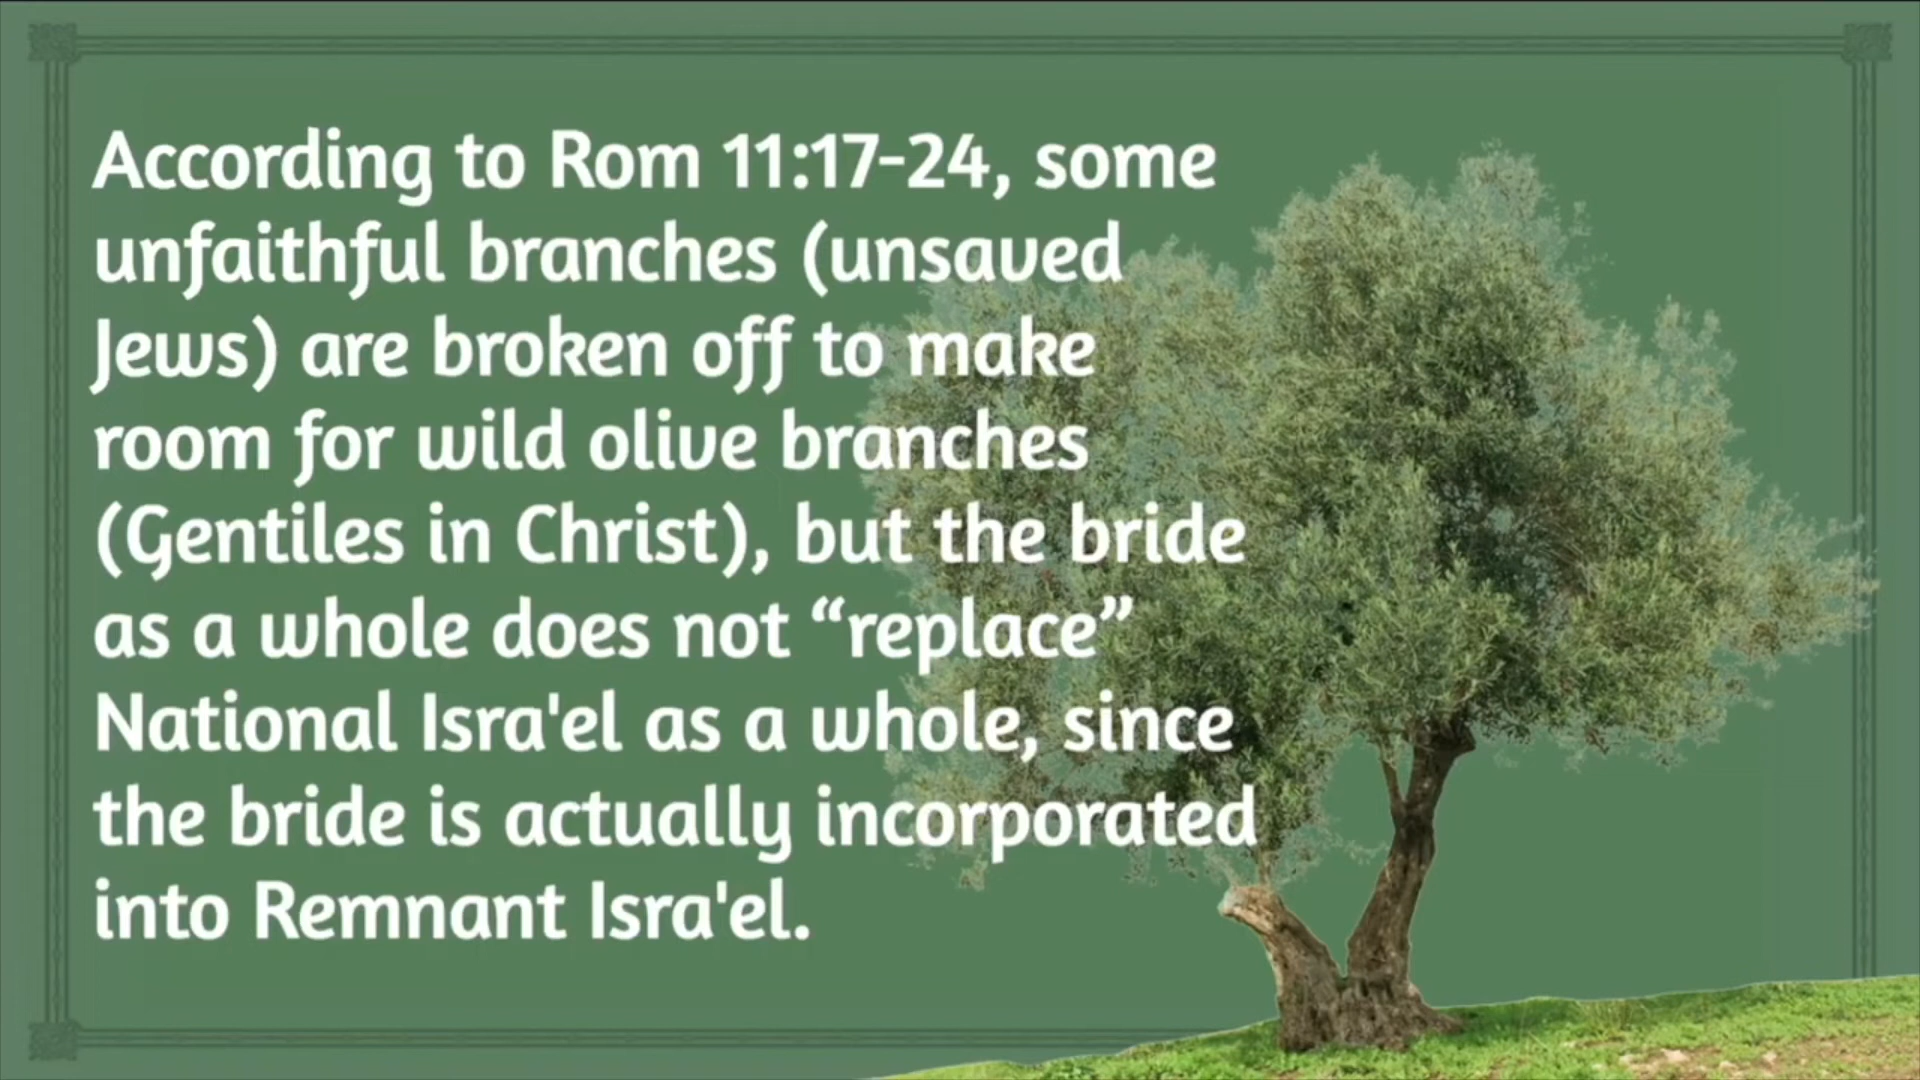 According to Rom 11:17-24, some
unfaithful branches (unsaved
Jews) are broken off to make
room for wild olive branches
(Gentiles in Christ), but the bride
as a whole does not “replace”
National Isra'el as a whole, since
the bride is actually incorporated
into Remnant Isra'el.